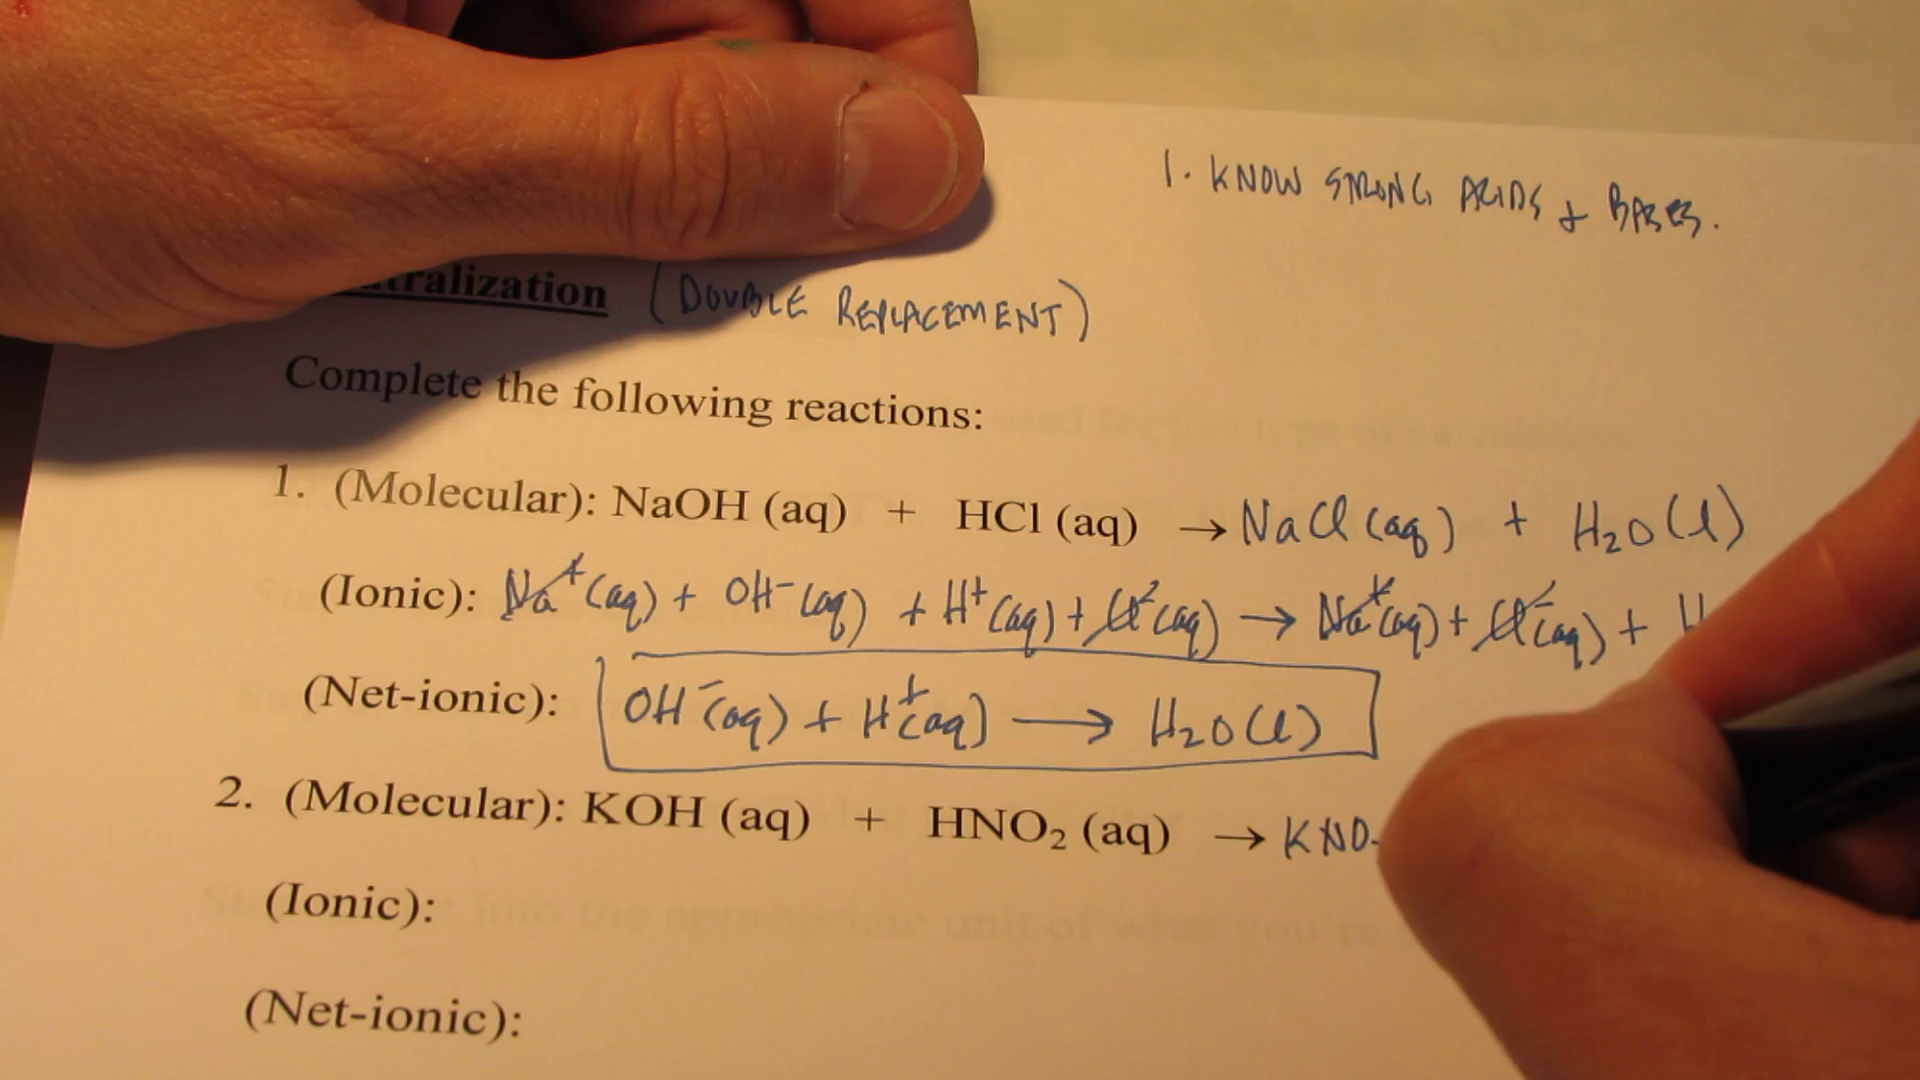 1. KNOW STRONG ACIDS + BASES.
tralization (DOUBLE REPLACEMENT)
Complete the following reactions:
1. (Molecular): NaOH (aq) + HCl (aq) → NaCl (aq) + H₂O (l)
(Ionic): Na⁺ (aq) + OH⁻ (aq) + H⁺ (aq) + Cl⁻ (aq) → Na⁺ (aq) + Cl⁻ (aq) + H
(Net-ionic): OH⁻ (aq) + H⁺ (aq) → H₂O (l)
2. (Molecular): KOH (aq) + HNO₂ (aq) → KNO
(Ionic):
(Net-ionic):